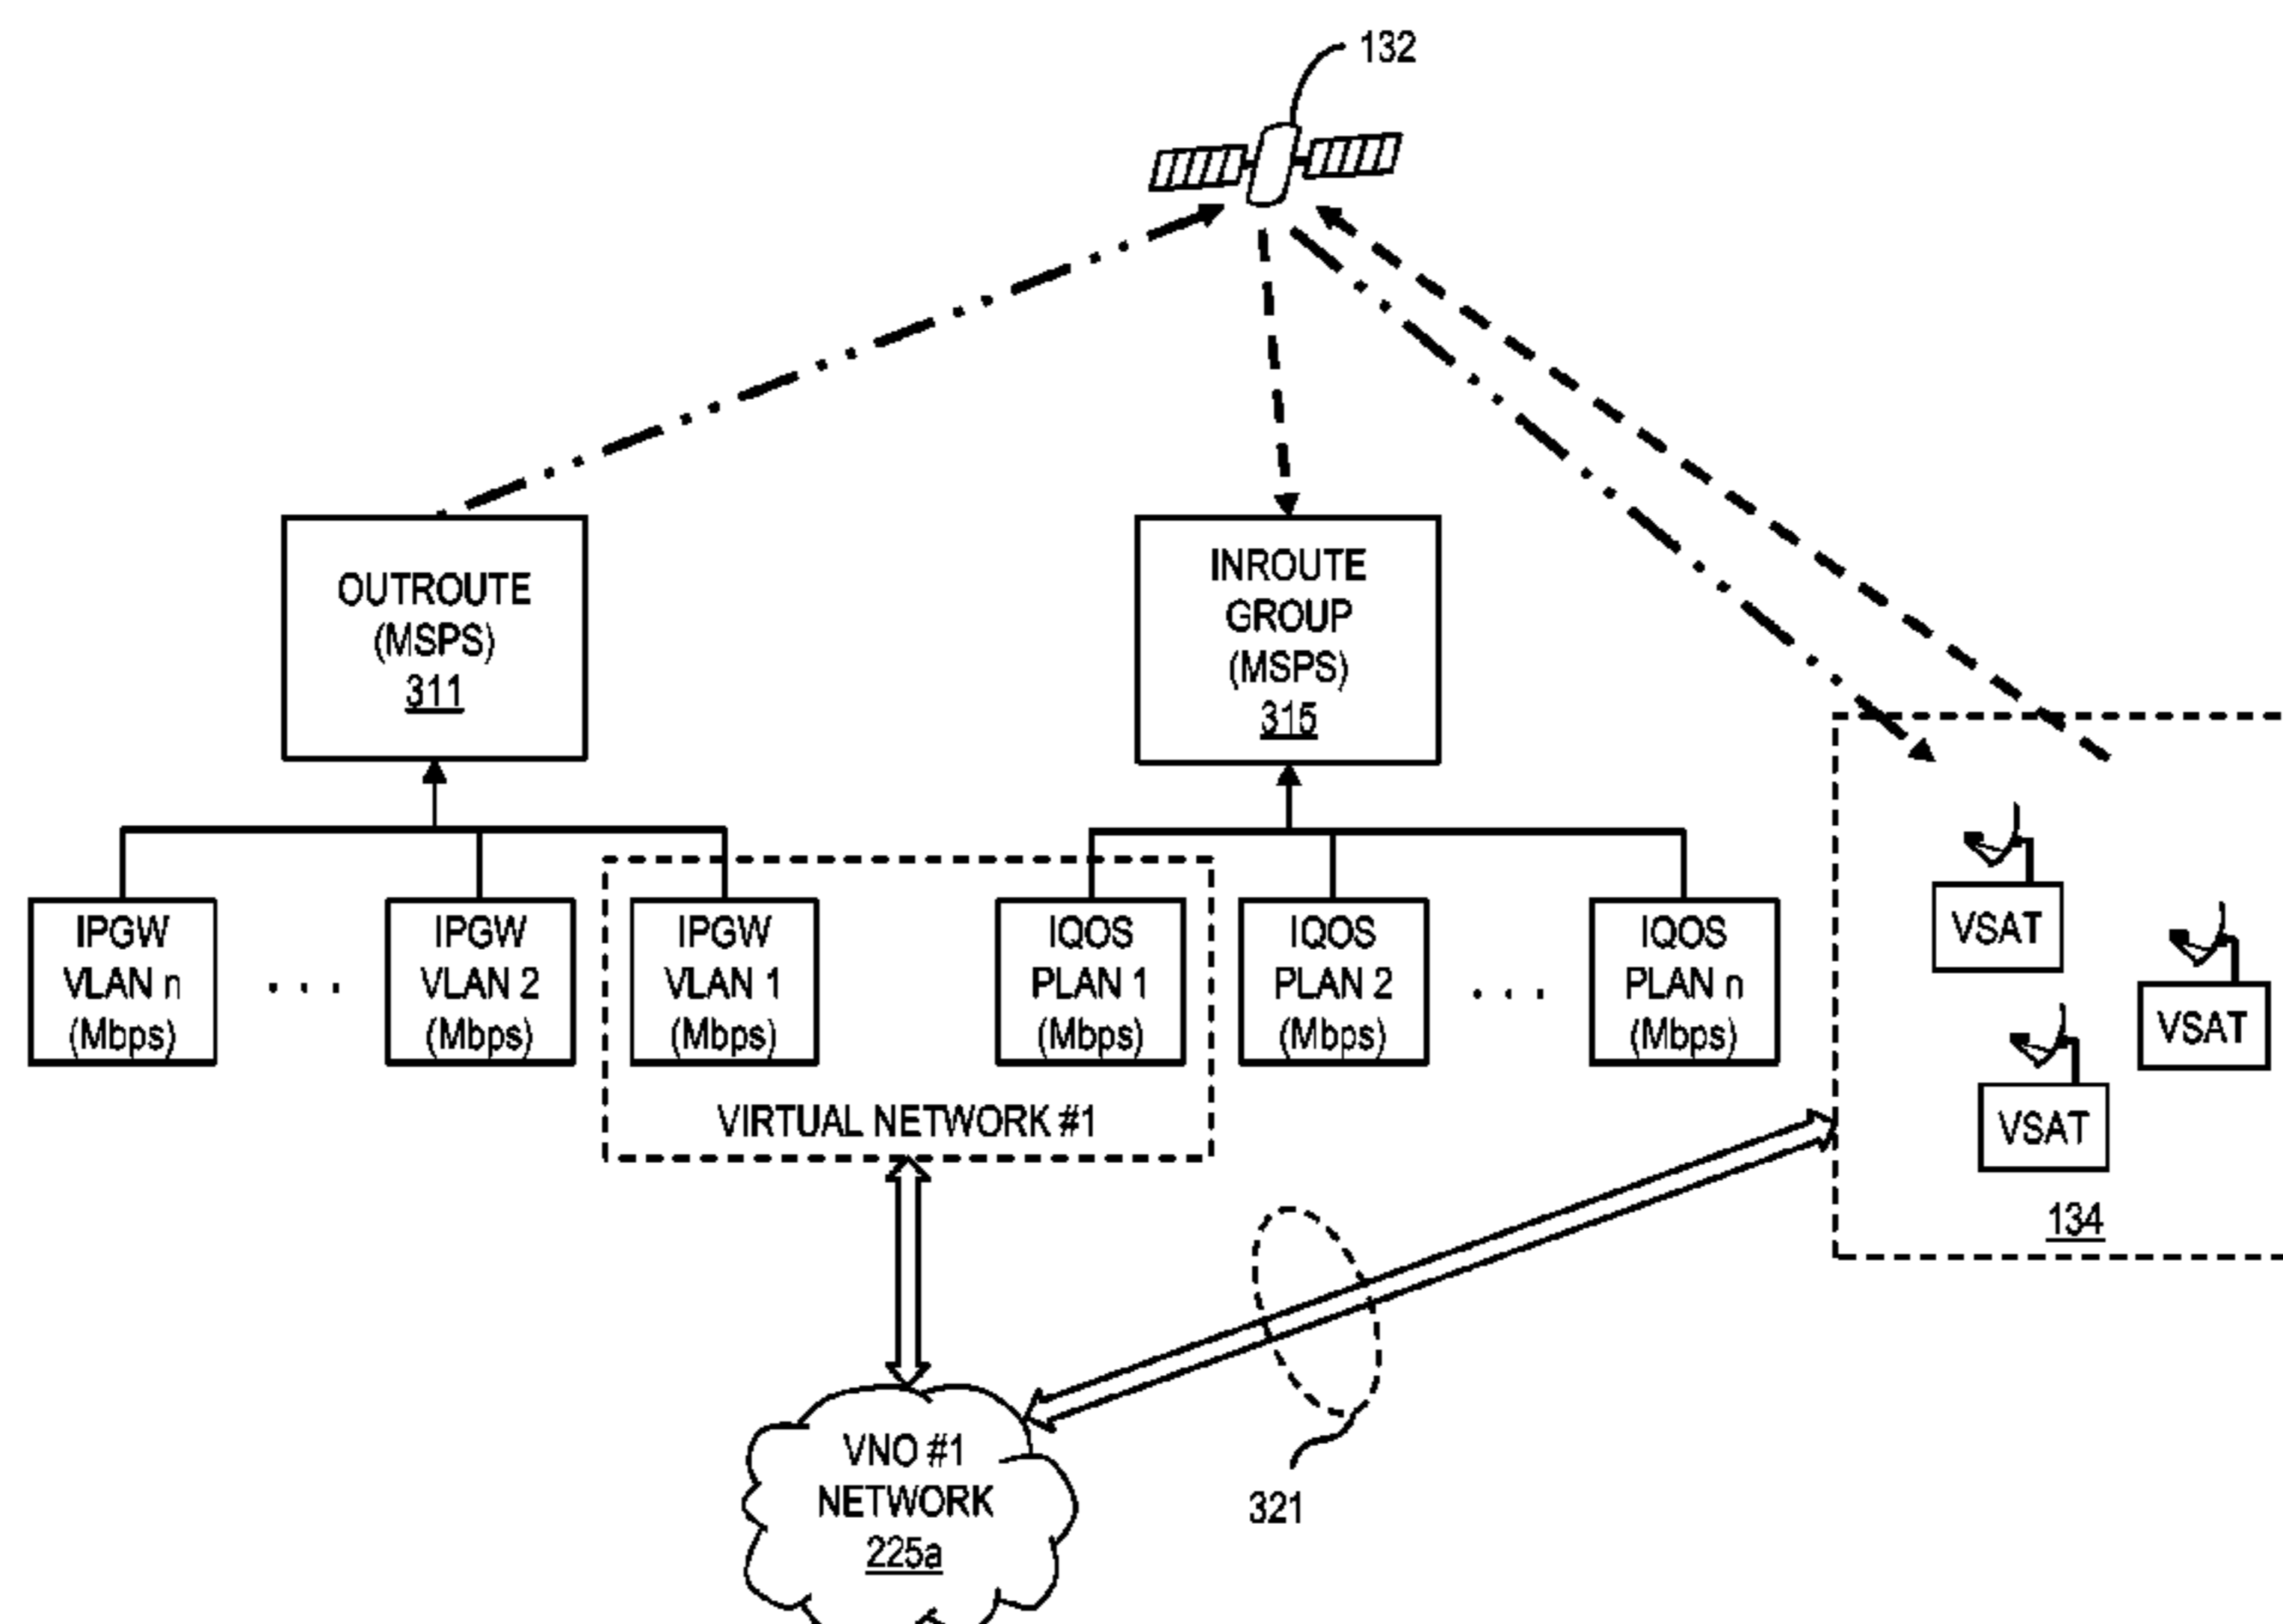 132
OUTROUTE
(MSPS)
311
INROUTE
GROUP
(MSPS)
315
IPGW
VLAN n
(Mbps)
. . .
IPGW
VLAN 2
(Mbps)
IPGW
VLAN 1
(Mbps)
IQOS
PLAN 1
(Mbps)
IQOS
PLAN 2
(Mbps)
. . .
IQOS
PLAN n
(Mbps)
VIRTUAL NETWORK #1
VSAT
VSAT
VSAT
134
321
VNO #1
NETWORK
225a